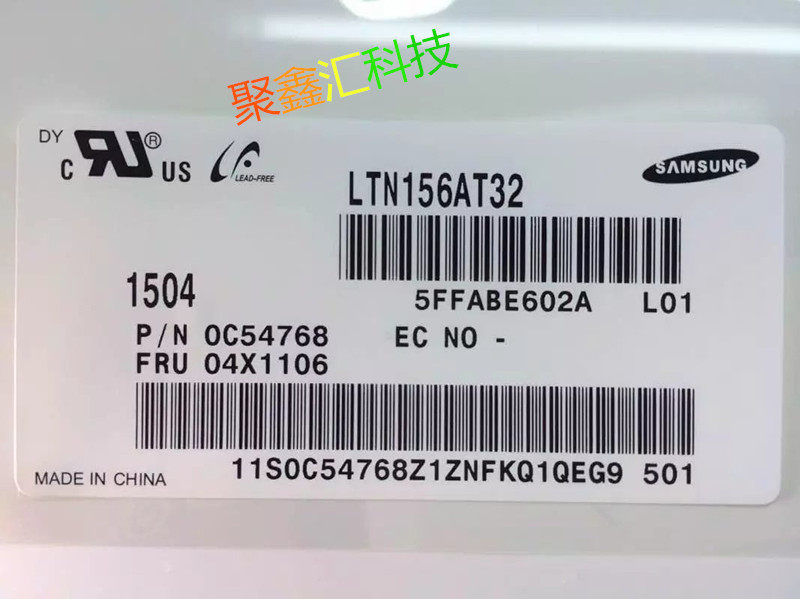 聚鑫汇科技
DY
C UR® US
LEAD-FREE
LTN156AT32
SAMSUNG
1504
5FFABE602A L01
P/N 0C54768 EC NO -
FRU 04X1106
11S0C54768Z1ZNFKQ1QEG9 501
MADE IN CHINA